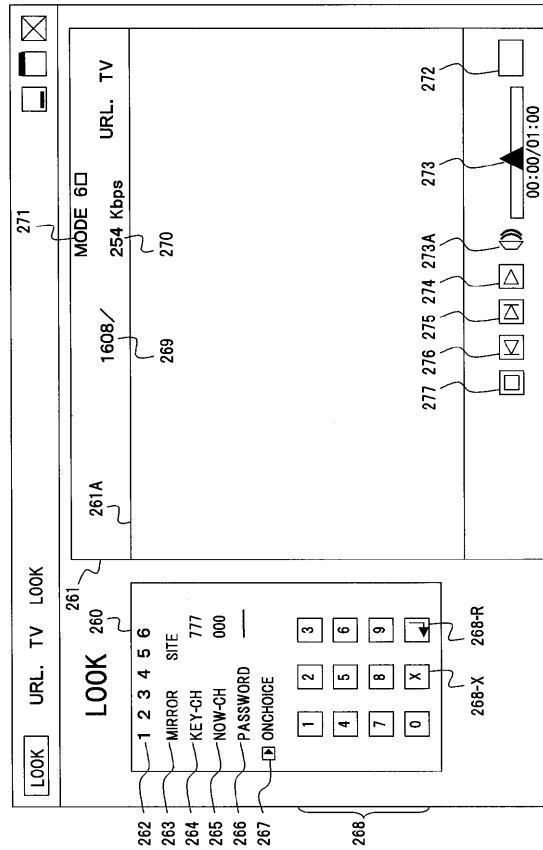 LOOK URL. TV LOOK
271
261
261A
MODE 6□
1608/ 254 Kbps URL. TV
269 270
LOOK
260
262 1 2 3 4 5 6
263 MIRROR SITE
264 KEY-CH 777
265 NOW-CH 000
266 PASSWORD
267 ONCHOICE
268
1 2 3
4 5 6
7 8 9
0 X
268-X 268-R
277 276 275 274 273A 273 272
00:00/01:00